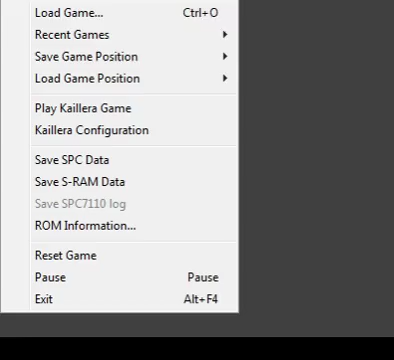 Load Game... Ctrl+O
Recent Games
Save Game Position
Load Game Position
Play Kaillera Game
Kaillera Configuration
Save SPC Data
Save S-RAM Data
Save SPC7110 log
ROM Information...
Reset Game
Pause Pause
Exit Alt+F4